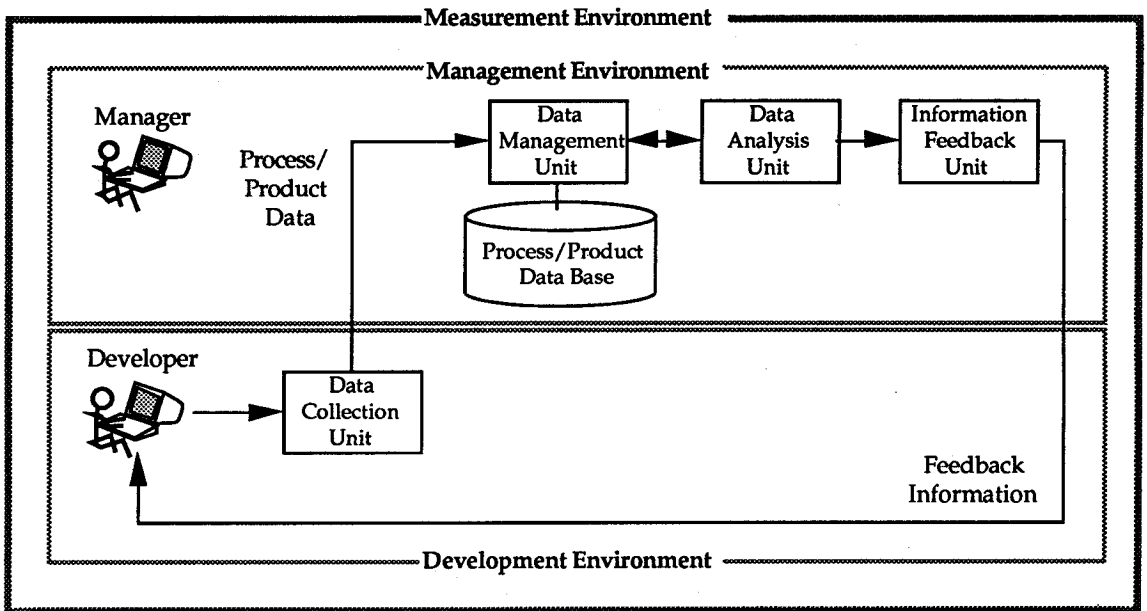 Measurement Environment
Management Environment
Manager
Process/
Product
Data
Data
Management
Unit
Data
Analysis
Unit
Information
Feedback
Unit
Process/Product
Data Base
Developer
Data
Collection
Unit
Feedback
Information
Development Environment